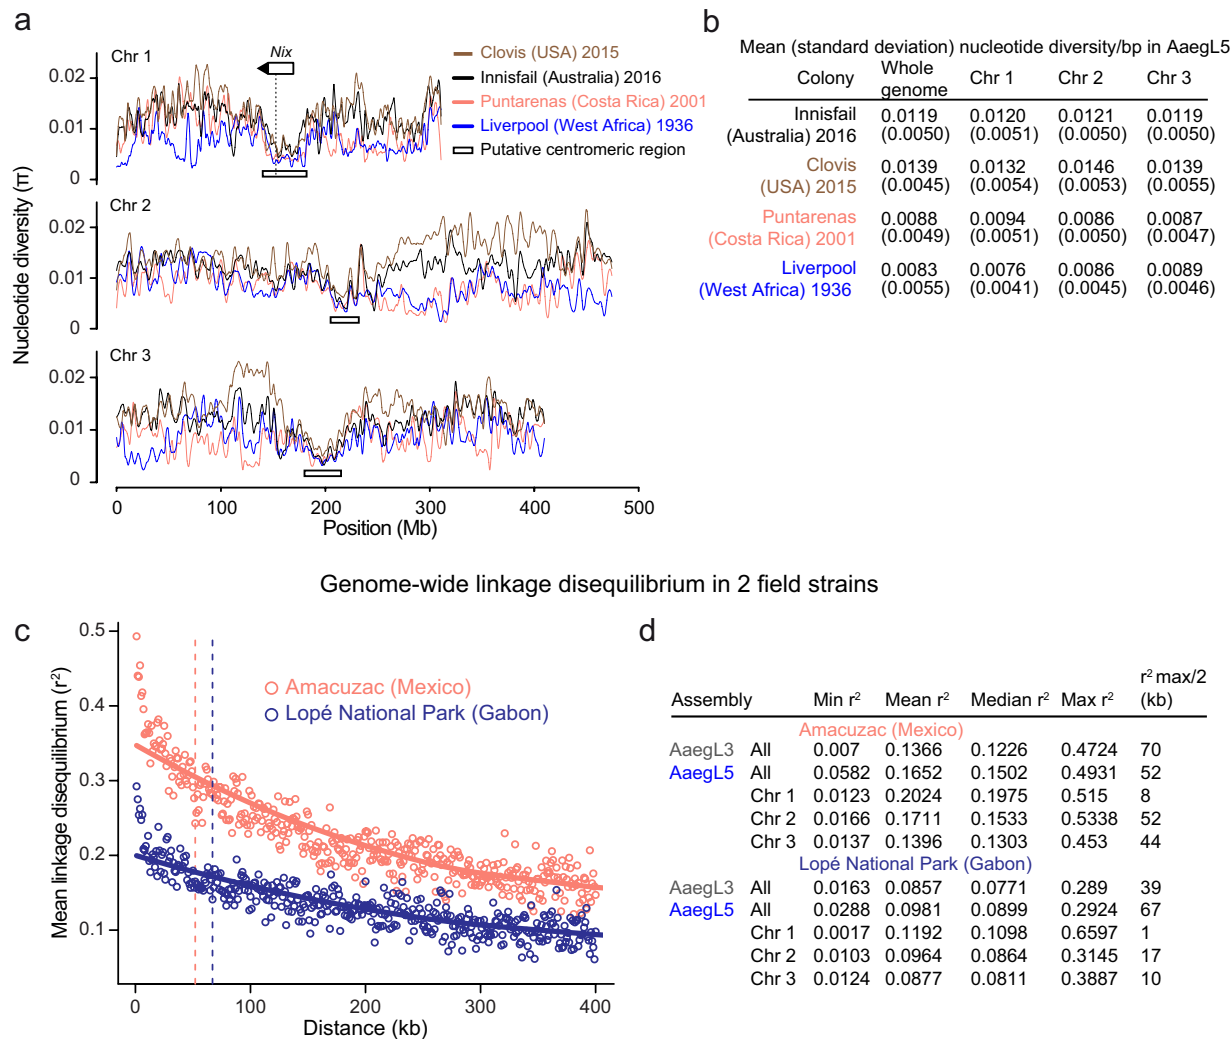 a
Chr 1
Nix
Clovis (USA) 2015
Innisfail (Australia) 2016
Puntarenas (Costa Rica) 2001
Liverpool (West Africa) 1936
Putative centromeric region
0.02
0.01
0
Chr 2
0.02
0.01
0
Chr 3
0.02
0.01
0
Nucleotide diversity (π)
0 100 200 300 400 500
Position (Mb)
b
Mean (standard deviation) nucleotide diversity/bp in AaegL5
Colony Whole genome Chr 1 Chr 2 Chr 3
Innisfail 0.0119 0.0120 0.0121 0.0119
(Australia) 2016 (0.0050) (0.0051) (0.0050) (0.0050)
Clovis 0.0139 0.0132 0.0146 0.0139
(USA) 2015 (0.0045) (0.0054) (0.0053) (0.0055)
Puntarenas 0.0088 0.0094 0.0086 0.0087
(Costa Rica) 2001 (0.0049) (0.0051) (0.0050) (0.0047)
Liverpool 0.0083 0.0076 0.0086 0.0089
(West Africa) 1936 (0.0055) (0.0041) (0.0045) (0.0046)
Genome-wide linkage disequilibrium in 2 field strains
c
Mean linkage disequilibrium (r²)
0.5
0.4
0.3
0.2
0.1
Amacuzac (Mexico)
Lopé National Park (Gabon)
0 100 200 300 400
Distance (kb)
d
Assembly Min r² Mean r² Median r² Max r² r² max/2 (kb)
Amacuzac (Mexico)
AaegL3 All 0.007 0.1366 0.1226 0.4724 70
AaegL5 All 0.0582 0.1652 0.1502 0.4931 52
Chr 1 0.0123 0.2024 0.1975 0.515 8
Chr 2 0.0166 0.1711 0.1533 0.5338 52
Chr 3 0.0137 0.1396 0.1303 0.453 44
Lopé National Park (Gabon)
AaegL3 All 0.0163 0.0857 0.0771 0.289 39
AaegL5 All 0.0288 0.0981 0.0899 0.2924 67
Chr 1 0.0017 0.1192 0.1098 0.6597 1
Chr 2 0.0103 0.0964 0.0864 0.3145 17
Chr 3 0.0124 0.0877 0.0811 0.3887 10